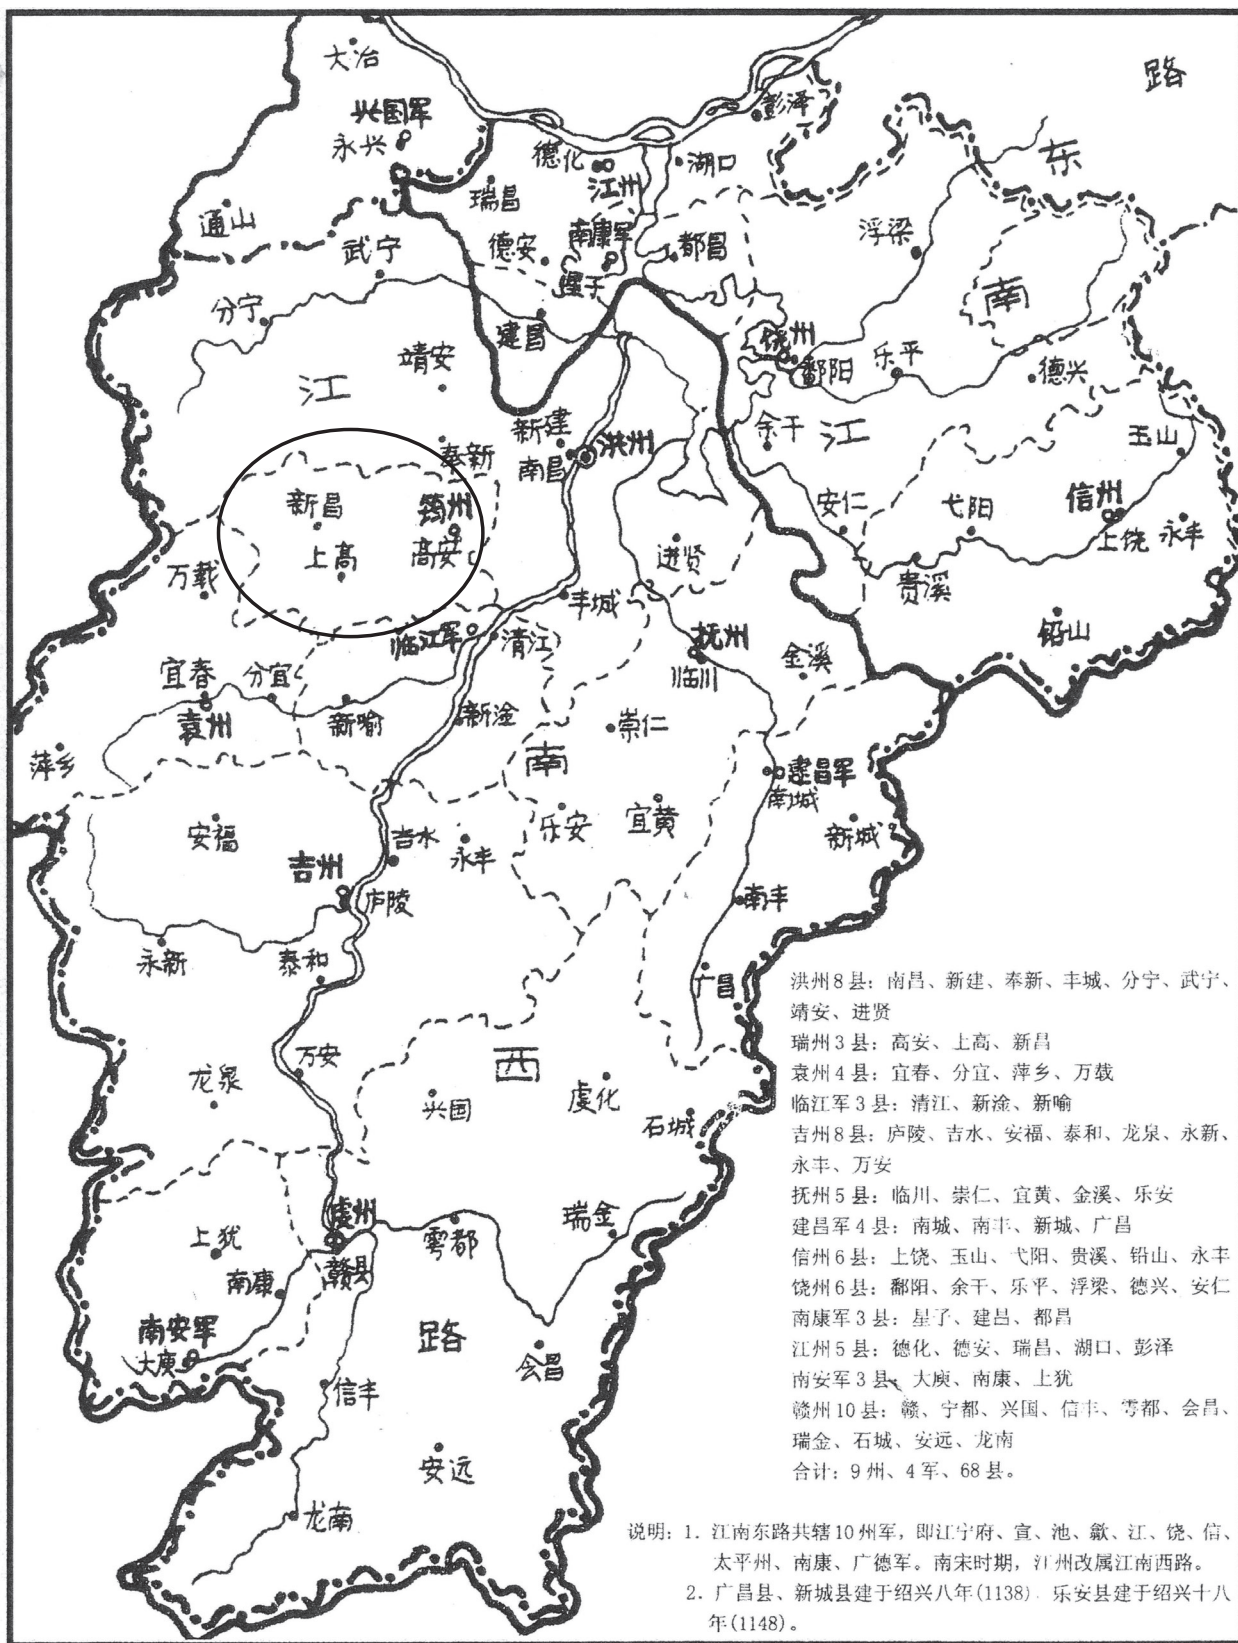 大冶
路
彭泽
兴国军
永兴
德化
湖口
东
江州
瑞昌
通山
南康军
浮梁
武宁
德安
都昌
星子
南
分宁
建昌
饶州
靖安
鄱阳
乐平
德兴
江
新建
余干
江
玉山
洪州
奉新
南昌
新昌
筠州
安仁
弋阳
信州
上饶
永丰
上高
高安
进贤
万载
贵溪
丰城
临江军
清江
抚州
铅山
宜春
分宜
临川
金溪
袁州
新喻
新淦
崇仁
萍乡
南
建昌军
南城
安福
吉水
乐安
宜黄
新城
永丰
吉州
庐陵
南丰
永新
泰和
广昌
洪州8县：南昌、新建、奉新、丰城、分宁、武宁、
靖安、进贤
瑞州3县：高安、上高、新昌
万安
西
龙泉
兴国
虔化
袁州4县：宜春、分宜、萍乡、万载
石城
临江军3县：清江、新淦、新喻
吉州8县：庐陵、吉水、安福、泰和、龙泉、永新、
永丰、万安
抚州5县：临川、崇仁、宜黄、金溪、乐安
虔州
瑞金
建昌军4县：南城、南丰、新城、广昌
上犹
雩都
信州6县：上饶、玉山、弋阳、贵溪、铅山、永丰
南康
赣县
饶州6县：鄱阳、余干、乐平、浮梁、德兴、安仁
南安军
路
南康军3县：星子、建昌、都昌
大庾
会昌
江州5县：德化、德安、瑞昌、湖口、彭泽
信丰
南安军3县：大庾、南康、上犹
赣州10县：赣、宁都、兴国、信丰、雩都、会昌、
瑞金、石城、安远、龙南
安远
合计：9州、4军、68县。
龙南
说明：1. 江南东路共辖10州军，即江宁府、宣、池、歙、江、饶、信、
太平州、南康、广德军。南宋时期，江州改属江南西路。
2. 广昌县、新城县建于绍兴八年(1138)．乐安县建于绍兴十八
年(1148)。